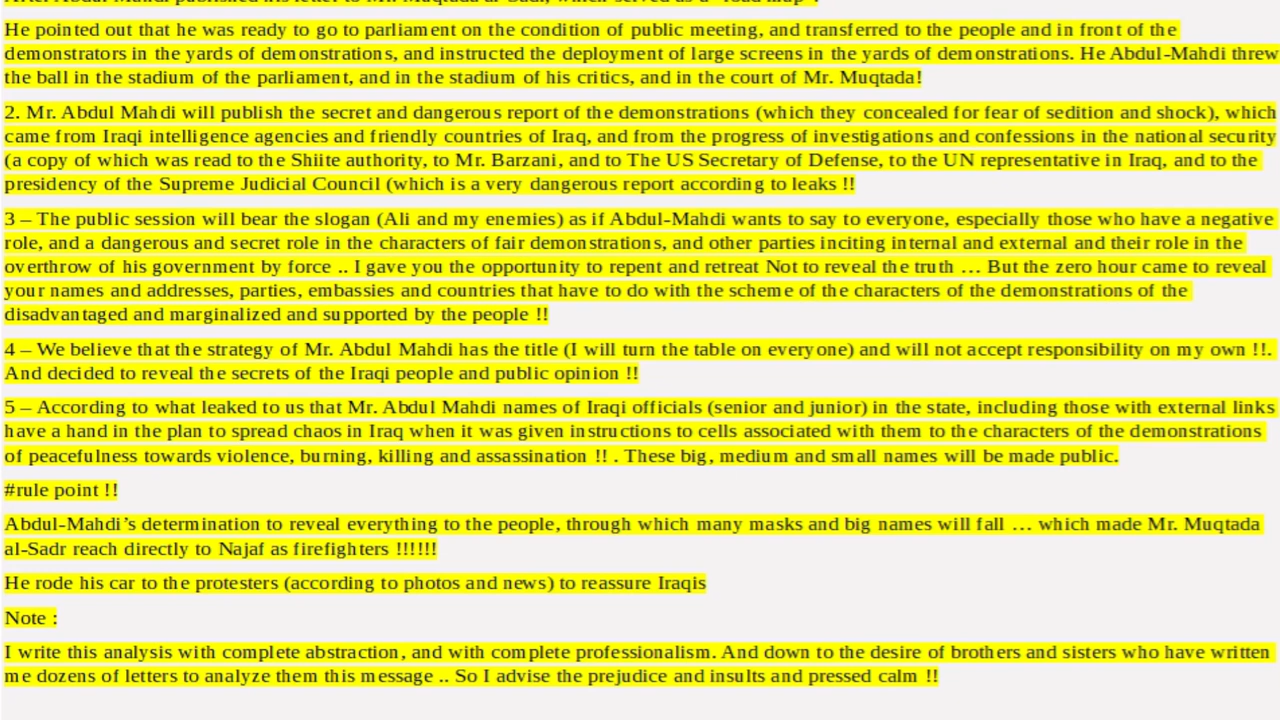 He pointed out that he was ready to go to parliament on the condition of public meeting, and transferred to the people and in front of the
demonstrators in the yards of demonstrations, and instructed the deployment of large screens in the yards of demonstrations. He Abdul-Mahdi threw
the ball in the stadium of the parliament, and in the stadium of his critics, and in the court of Mr. Muqtada!
2. Mr. Abdul Mahdi will publish the secret and dangerous report of the demonstrations (which they concealed for fear of sedition and shock), which
came from Iraqi intelligence agencies and friendly countries of Iraq, and from the progress of investigations and confessions in the national security
(a copy of which was read to the Shiite authority, to Mr. Barzani, and to The US Secretary of Defense, to the UN representative in Iraq, and to the
presidency of the Supreme Judicial Council (which is a very dangerous report according to leaks !!
3 – The public session will bear the slogan (Ali and my enemies) as if Abdul-Mahdi wants to say to everyone, especially those who have a negative
role, and a dangerous and secret role in the characters of fair demonstrations, and other parties inciting internal and external and their role in the
overthrow of his government by force .. I gave you the opportunity to repent and retreat Not to reveal the truth … But the zero hour came to reveal
your names and addresses, parties, embassies and countries that have to do with the scheme of the characters of the demonstrations of the
disadvantaged and marginalized and supported by the people !!
4 – We believe that the strategy of Mr. Abdul Mahdi has the title (I will turn the table on everyone) and will not accept responsibility on my own !!.
And decided to reveal the secrets of the Iraqi people and public opinion !!
5 – According to what leaked to us that Mr. Abdul Mahdi names of Iraqi officials (senior and junior) in the state, including those with external links
have a hand in the plan to spread chaos in Iraq when it was given instructions to cells associated with them to the characters of the demonstrations
of peacefulness towards violence, burning, killing and assassination !! . These big, medium and small names will be made public.
#rule point !!
Abdul-Mahdi’s determination to reveal everything to the people, through which many masks and big names will fall … which made Mr. Muqtada
al-Sadr reach directly to Najaf as firefighters !!!!!!
He rode his car to the protesters (according to photos and news) to reassure Iraqis
Note :
I write this analysis with complete abstraction, and with complete professionalism. And down to the desire of brothers and sisters who have written
me dozens of letters to analyze them this message .. So I advise the prejudice and insults and pressed calm !!